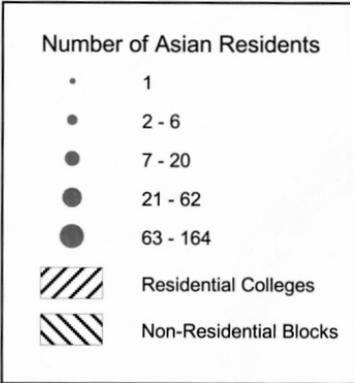 Number of Asian Residents
1
2 - 6
7 - 20
21 - 62
63 - 164
Residential Colleges
Non-Residential Blocks